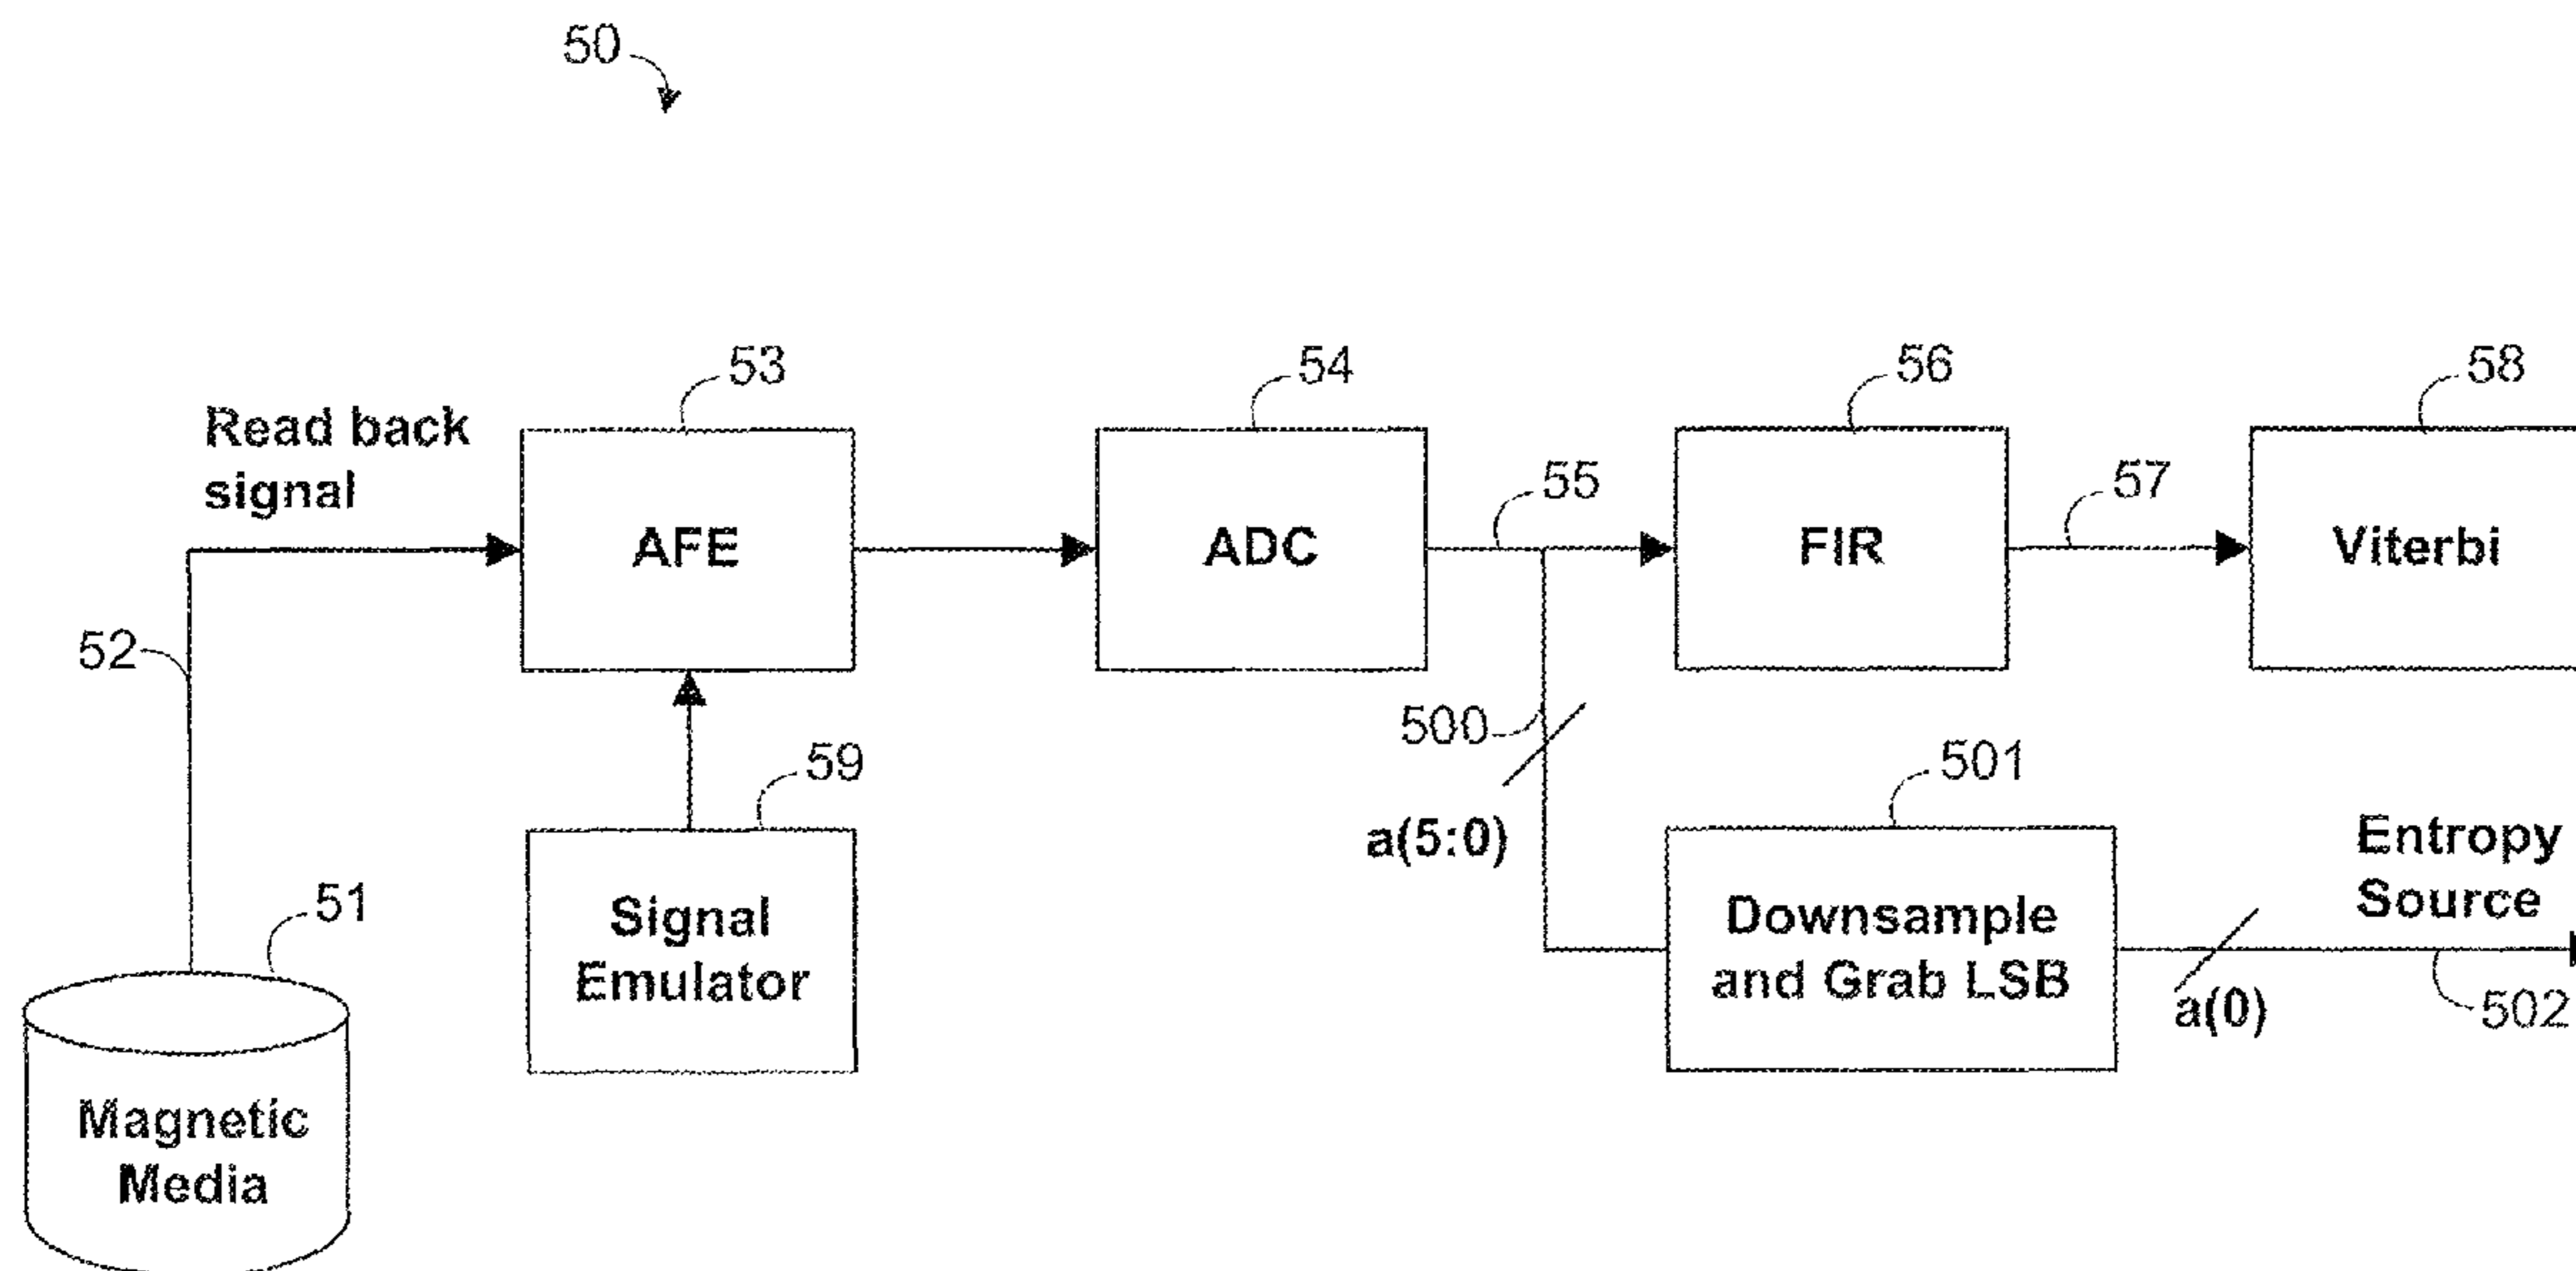 50
53
54
56
58
Read back
signal
55
57
AFE
ADC
FIR
Viterbi
52
500
59
501
a(5:0)
Entropy
Source
51
Signal
Emulator
Downsample
and Grab LSB
a(0)
502
Magnetic
Media